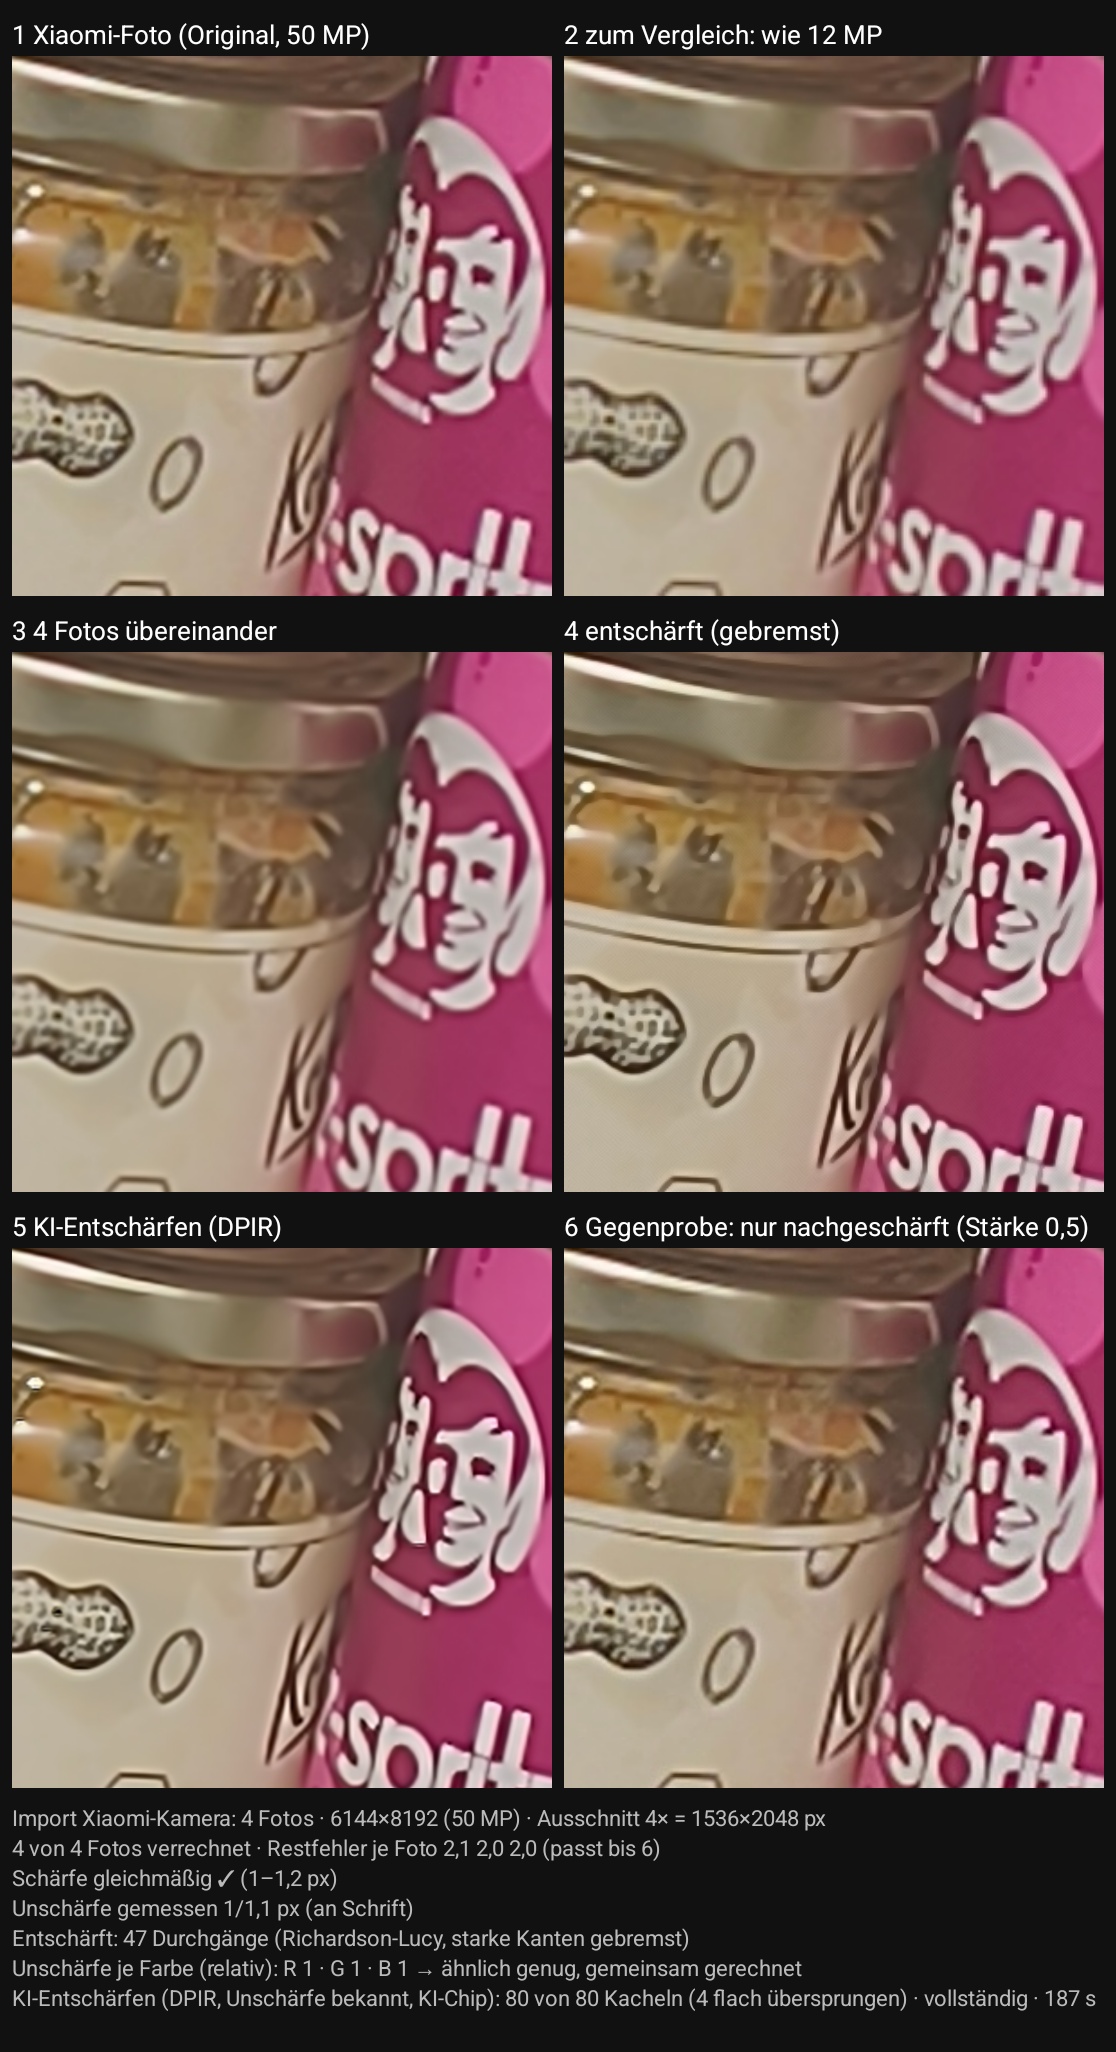 1 Xiaomi-Foto (Original, 50 MP)
2 zum Vergleich: wie 12 MP
3 4 Fotos übereinander
4 entschärft (gebremst)
5 KI-Entschärfen (DPIR)
6 Gegenprobe: nur nachgeschärft (Stärke 0,5)
Import Xiaomi-Kamera: 4 Fotos · 6144×8192 (50 MP) · Ausschnitt 4× = 1536×2048 px
4 von 4 Fotos verrechnet · Restfehler je Foto 2,1 2,0 2,0 (passt bis 6)
Schärfe gleichmäßig ✓ (1–1,2 px)
Unschärfe gemessen 1/1,1 px (an Schrift)
Entschärft: 47 Durchgänge (Richardson-Lucy, starke Kanten gebremst)
Unschärfe je Farbe (relativ): R 1 · G 1 · B 1 → ähnlich genug, gemeinsam gerechnet
KI-Entschärfen (DPIR, Unschärfe bekannt, KI-Chip): 80 von 80 Kacheln (4 flach übersprungen) · vollständig · 187 s